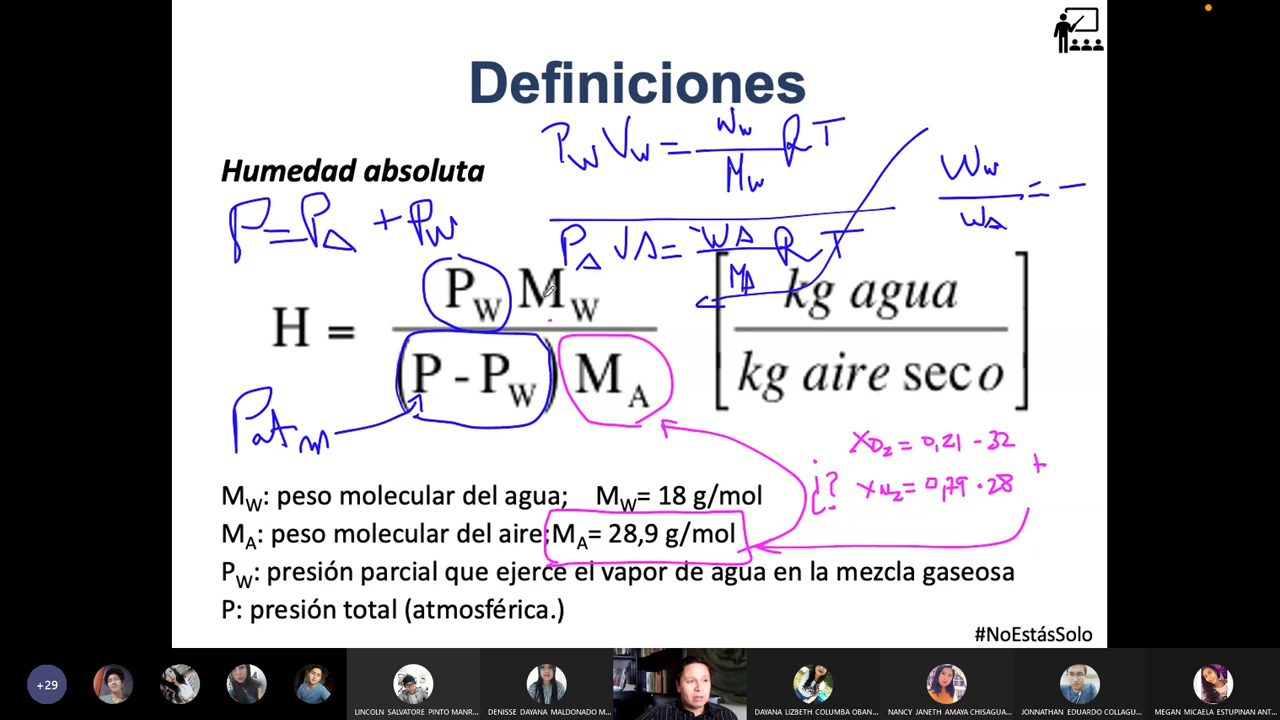 Definiciones
P_W V_W = W_W / M_W R T
Humedad absoluta
W_W / W_A = -
P = P_A + P_W
P_A V_A = W_A / M_A R T
H = P_W M_W / (P - P_W) M_A [kg agua / kg aire seco]
Patm
X_O2 = 0,21 - 32
+
¿? X_N2 = 0,79 · 28
M_W: peso molecular del agua; M_W= 18 g/mol
M_A: peso molecular del aire; M_A= 28,9 g/mol
P_W: presión parcial que ejerce el vapor de agua en la mezcla gaseosa
P: presión total (atmosférica.)
#NoEstásSolo
+29
LINCOLN SALVATORE PINTO MANR...
DENISSE DAYANA MALDONADO M...
DAYANA LIZBETH COLUMBA OBAN...
NANCY JANETH AMAYA CHISAGUA...
JONNATHAN EDUARDO COLLAGU...
MEGAN MICAELA ESTUPINAN ANT...